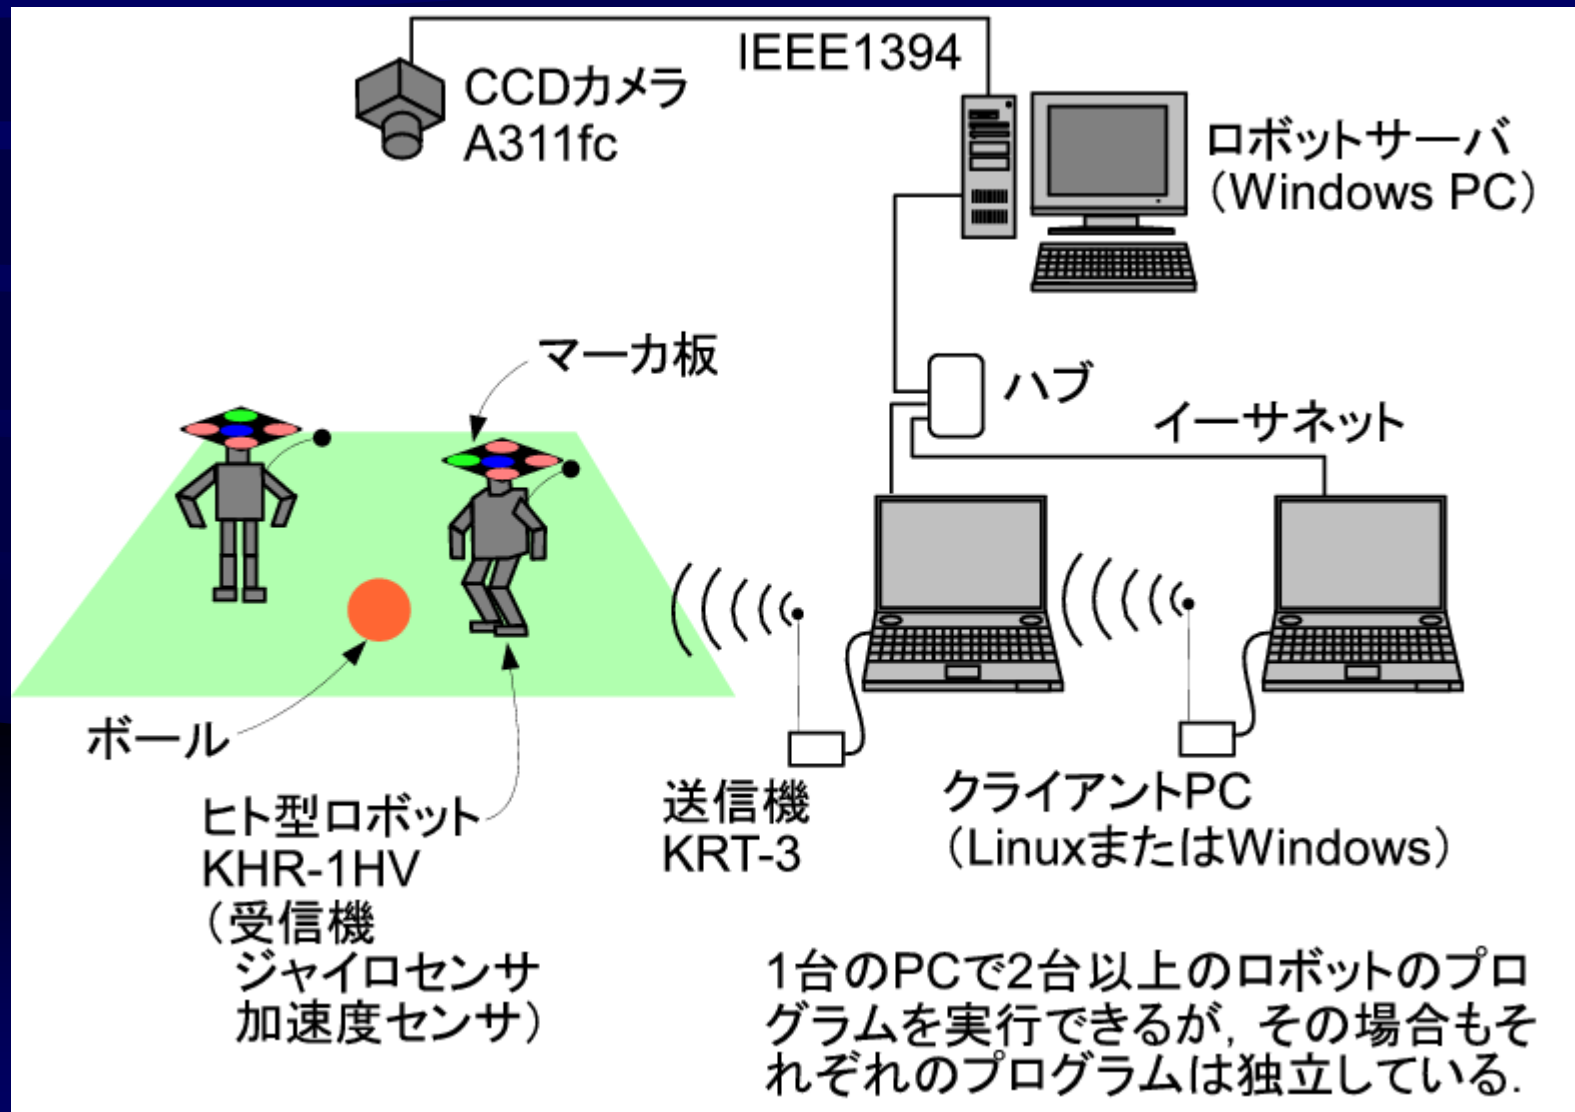 IEEE1394
CCDカメラ
A311fc
ロボットサーバ
（Windows PC）
マーカ板
ハブ
イーサネット
ボール
ヒト型ロボット
KHR-1HV
（受信機
ジャイロセンサ
加速度センサ）
送信機
KRT-3
クライアントPC
（LinuxまたはWindows）
1台のPCで2台以上のロボットのプロ
グラムを実行できるが，その場合もそ
れぞれのプログラムは独立している．